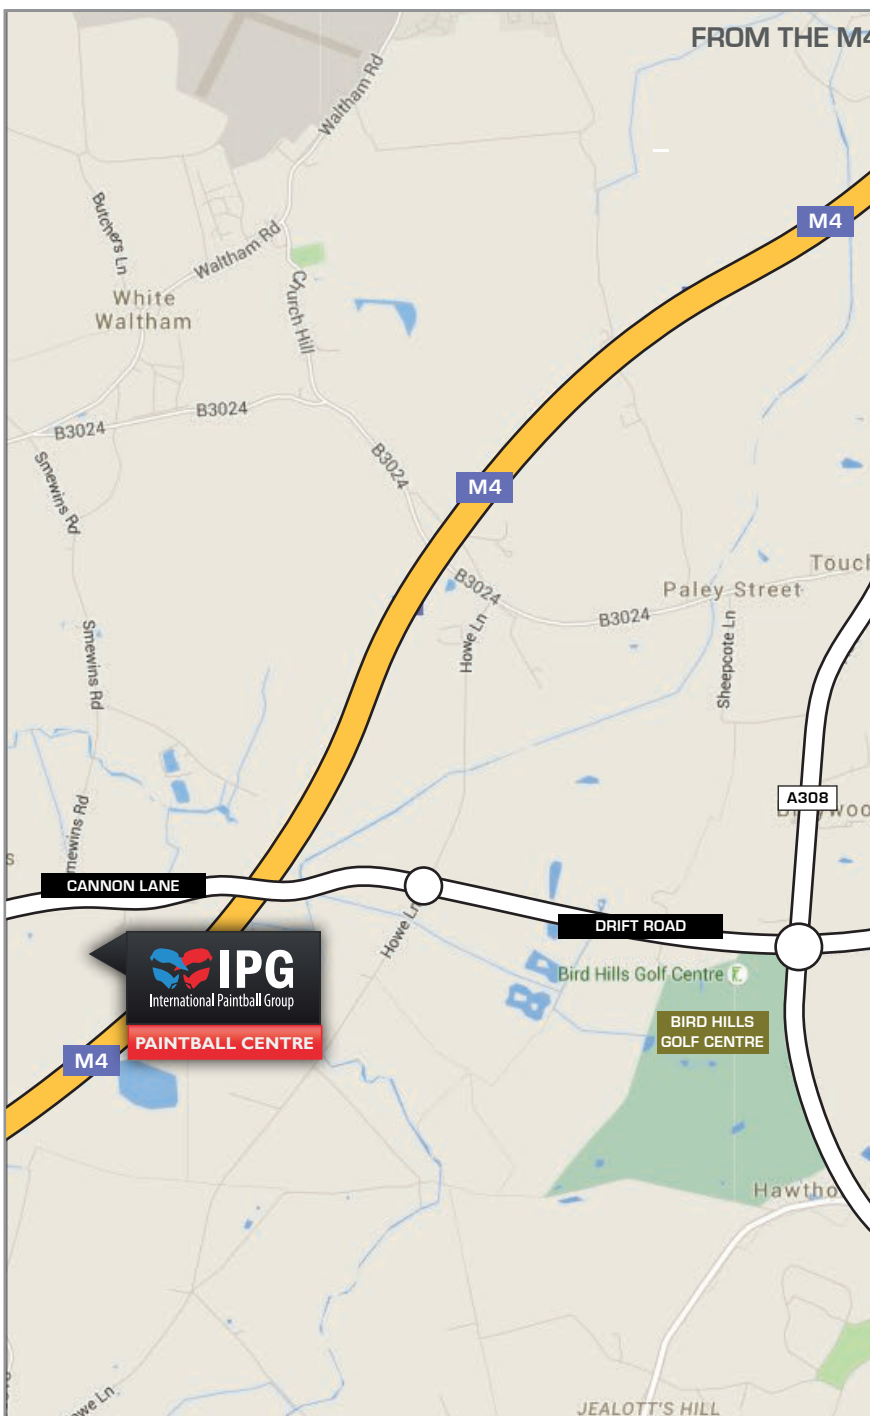 FROM THE M4
Waltham Rd
M4
Butchers Ln
Waltham Rd
White
Waltham
Church Hill
B3024
B3024
B3024
Smewins Rd
M4
Touch
B3024
Paley Street
B3024
Howe Ln
Sheepcote Ln
Smewins Rd
A308
mewins Rd
s
CANNON LANE
Howe Ln
DRIFT ROAD
IPG
International Paintball Group
Bird Hills Golf Centre
BIRD HILLS
GOLF CENTRE
PAINTBALL CENTRE
M4
Hawtho
we Ln
JEALOTT'S HILL